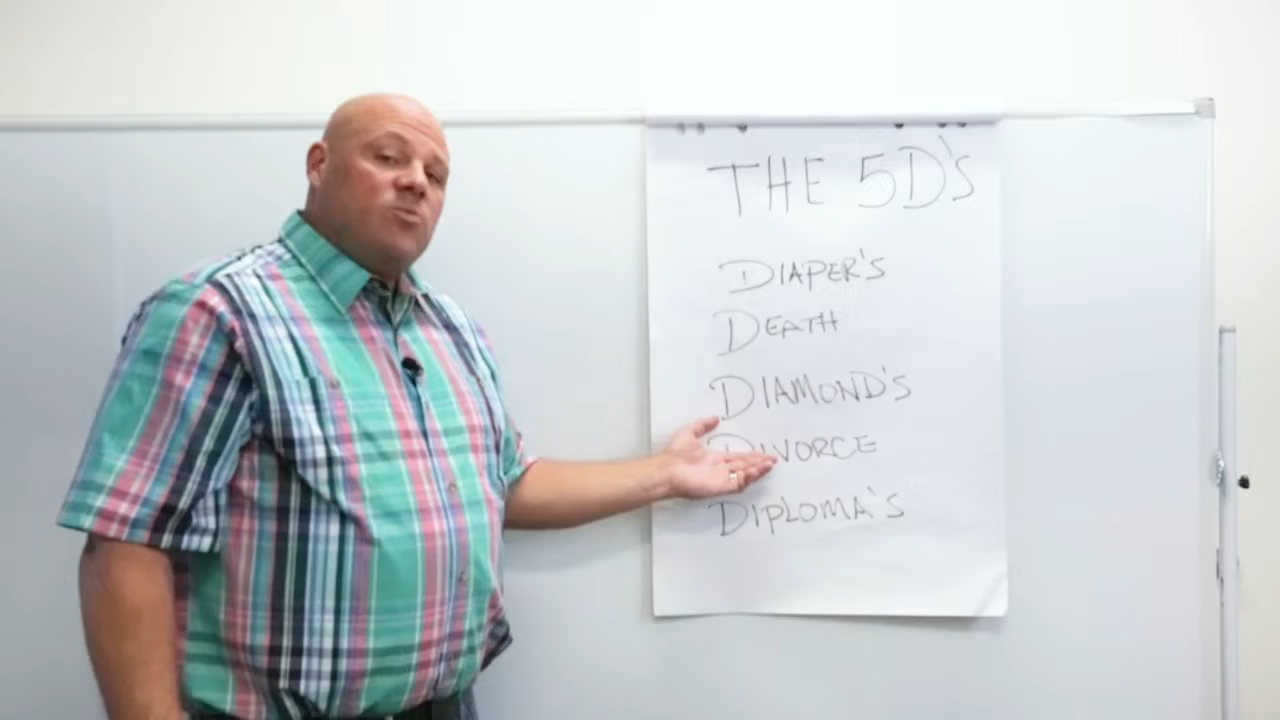 THE 5D's
DIAPER'S
DEATH
DIAMOND'S
DIVORCE
DIPLOMA'S